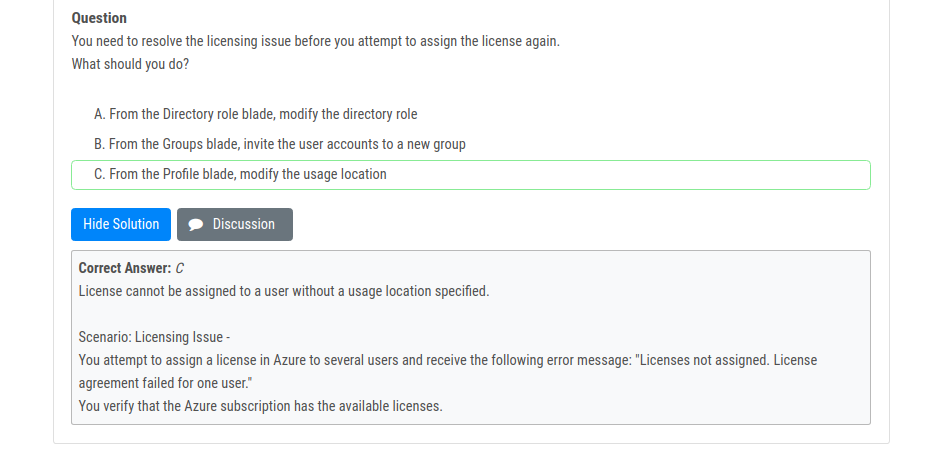 Question
You need to resolve the licensing issue before you attempt to assign the license again.
What should you do?
A. From the Directory role blade, modify the directory role
B. From the Groups blade, invite the user accounts to a new group
C. From the Profile blade, modify the usage location
Hide Solution
Discussion
Correct Answer: C
License cannot be assigned to a user without a usage location specified.
Scenario: Licensing Issue -
You attempt to assign a license in Azure to several users and receive the following error message: "Licenses not assigned. License
agreement failed for one user."
You verify that the Azure subscription has the available licenses.